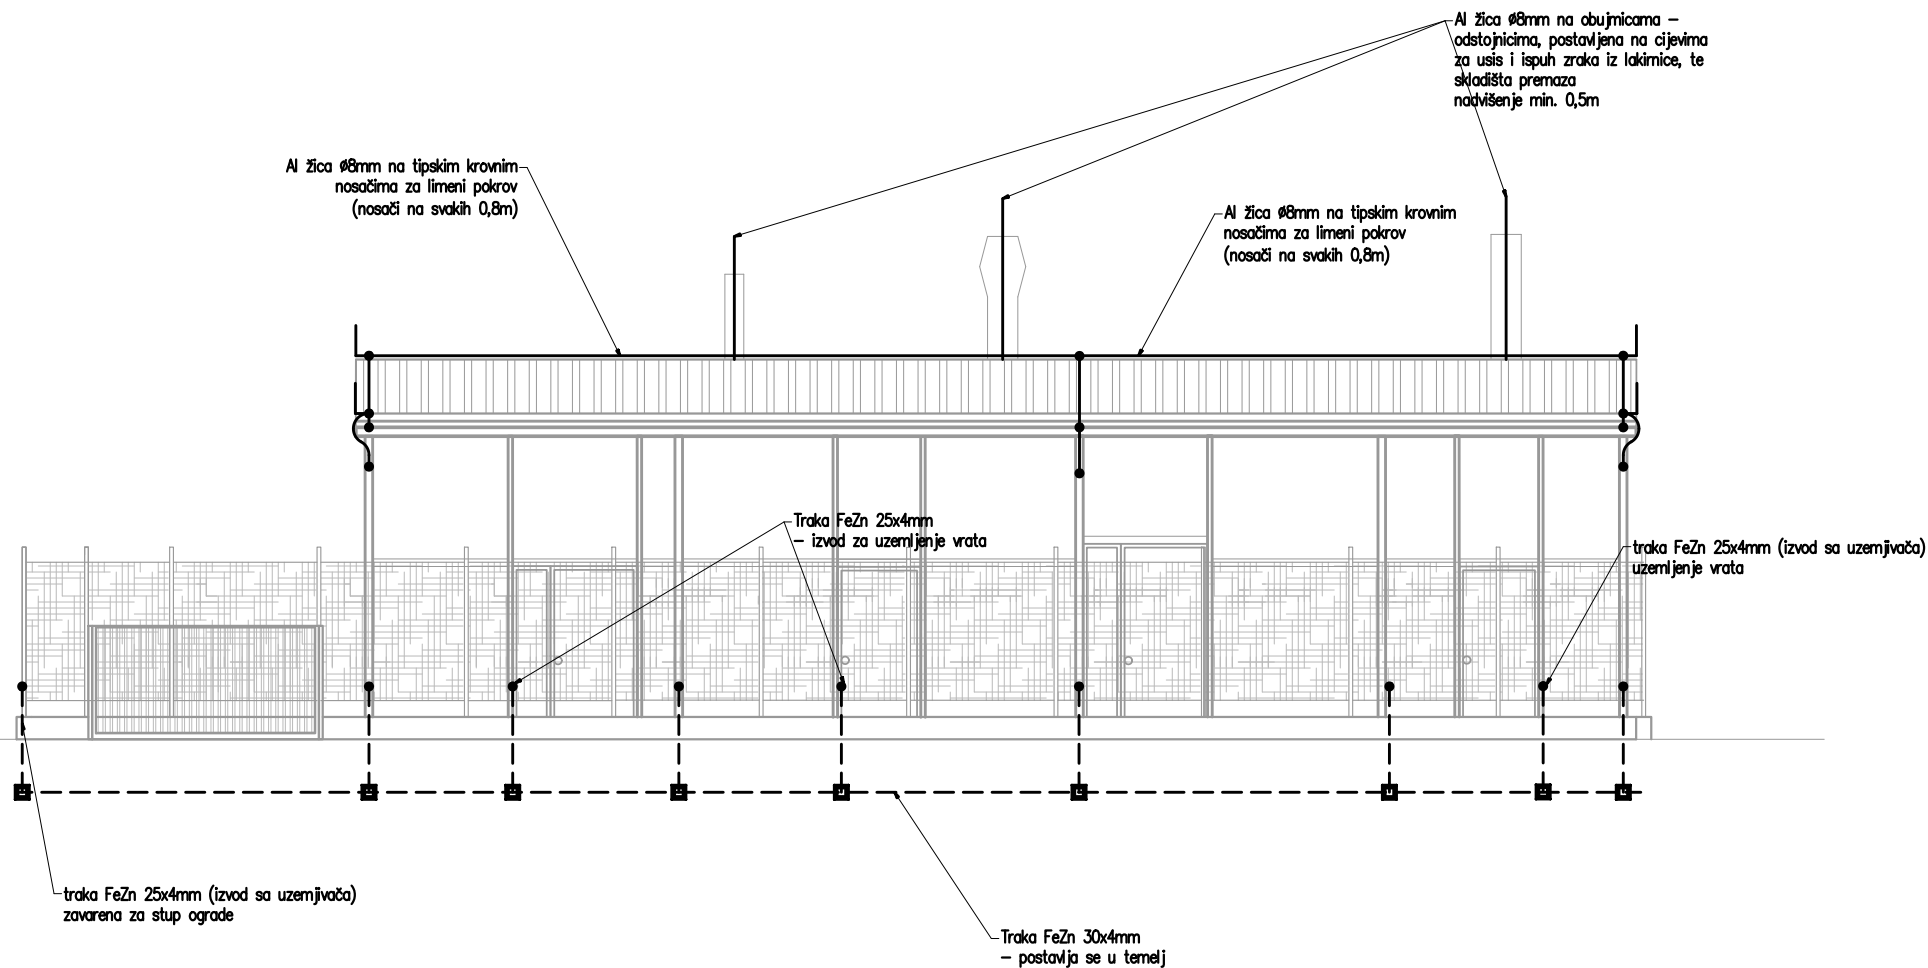 Al žica Ø8mm na obujmicama –
odstojnicima, postavljena na cijevima
za usis i ispuh zraka iz lakirnice, te
skladišta premaza
nadvišenje min. 0,5m
Al žica Ø8mm na tipskim krovnim
nosačima za limeni pokrov
(nosači na svakih 0,8m)
Al žica Ø8mm na tipskim krovnim
nosačima za limeni pokrov
(nosači na svakih 0,8m)
Traka FeZn 25x4mm
– izvod za uzemljenje vrata
traka FeZn 25x4mm (izvod sa uzemjivača)
uzemljenje vrata
traka FeZn 25x4mm (izvod sa uzemjivača)
zavarena za stup ograde
Traka FeZn 30x4mm
– postavlja se u temelj